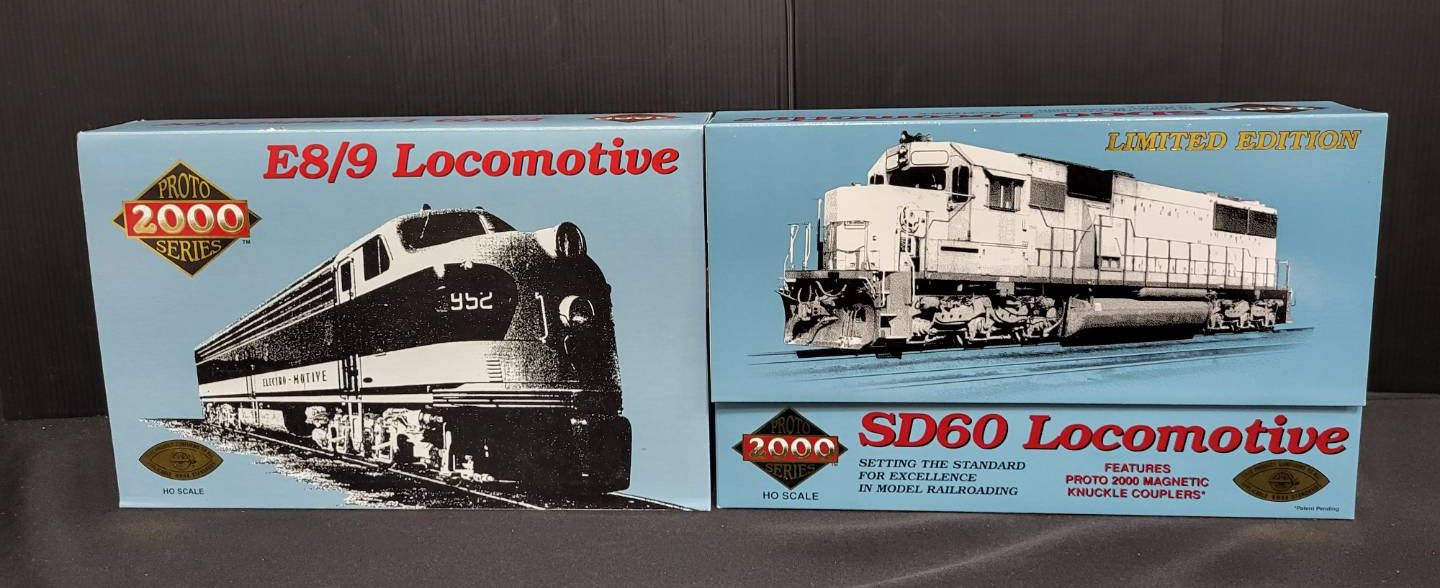 E8/9 Locomotive
PROTO
2000
SERIES
TM
952
ELECTRO-MOTIVE
HO SCALE
LIMITED EDITION
PROTO
2000
SERIES
HO SCALE
SD60 Locomotive
SETTING THE STANDARD
FOR EXCELLENCE
IN MODEL RAILROADING
FEATURES
PROTO 2000 MAGNETIC
KNUCKLE COUPLERS*
*Patent Pending